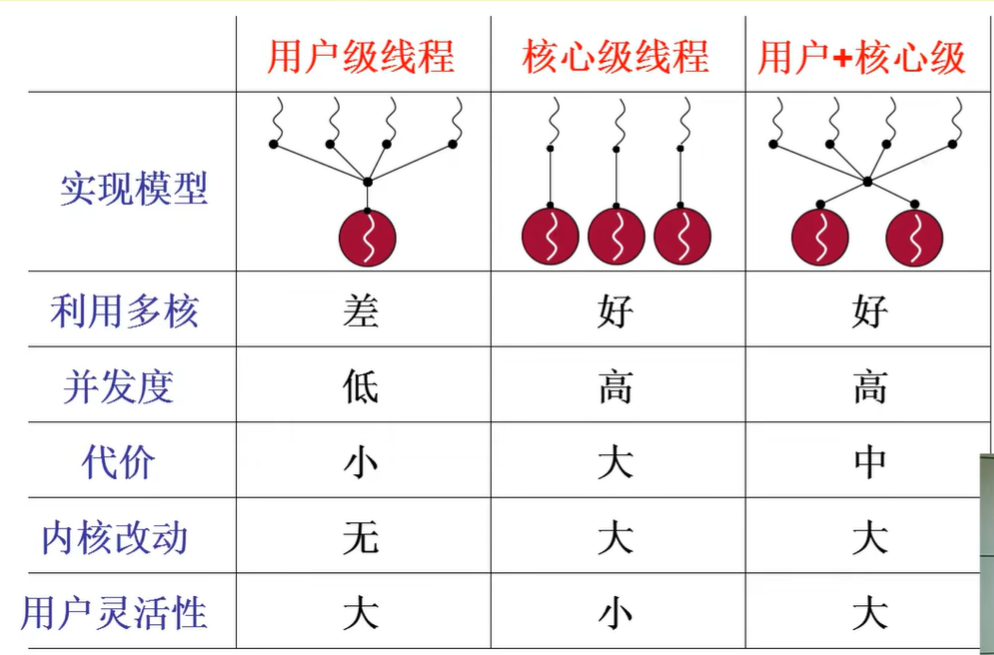 用户级线程 核心级线程 用户+核心级
实现模型
利用多核 差 好 好
并发度 低 高 高
代价 小 大 中
内核改动 无 大 大
用户灵活性 大 小 大